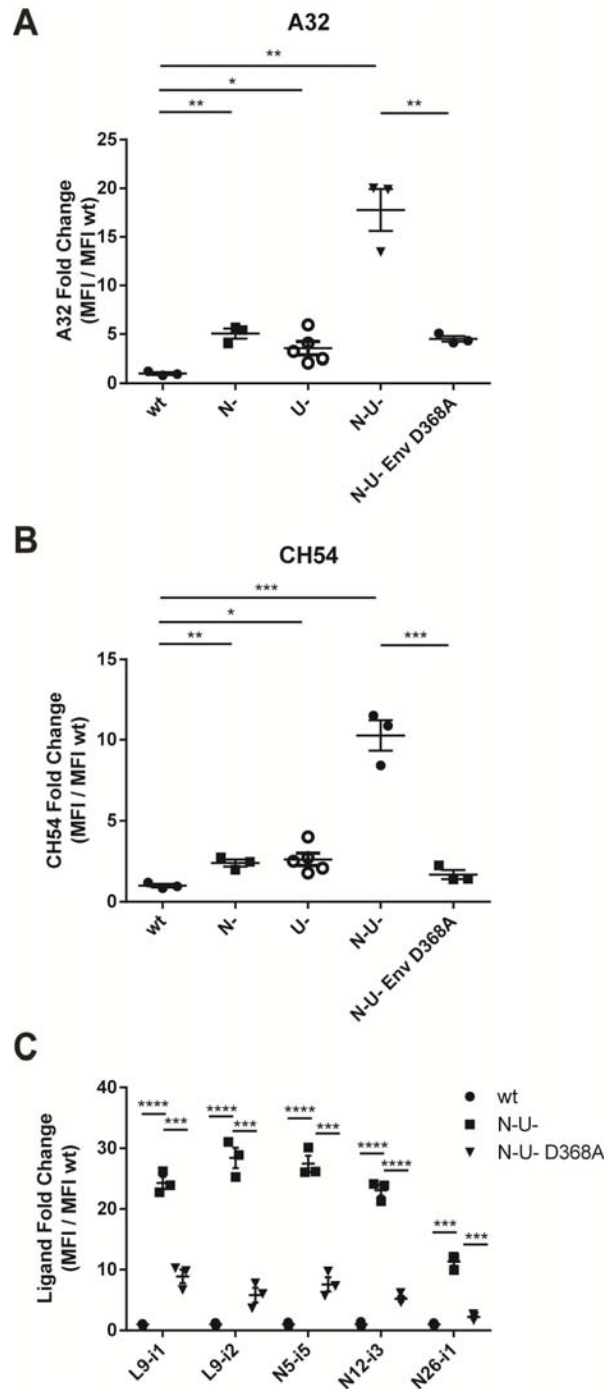 A
A32
**
*
**
**
25
20
15
10
5
0
A32 Fold Change
(MFI / MFI wt)
wt
N-
U-
N-U-
N-U- Env D368A
B
CH54
***
*
**
***
15
10
5
0
CH54 Fold Change
(MFI / MFI wt)
wt
N-
U-
N-U-
N-U- Env D368A
C
40
30
20
10
0
Ligand Fold Change
(MFI / MFI wt)
**** ***
**** ***
**** ***
**** ****
*** ***
wt
N-U-
N-U- D368A
L9-i1
L9-i2
N5-i5
N12-i3
N26-i1